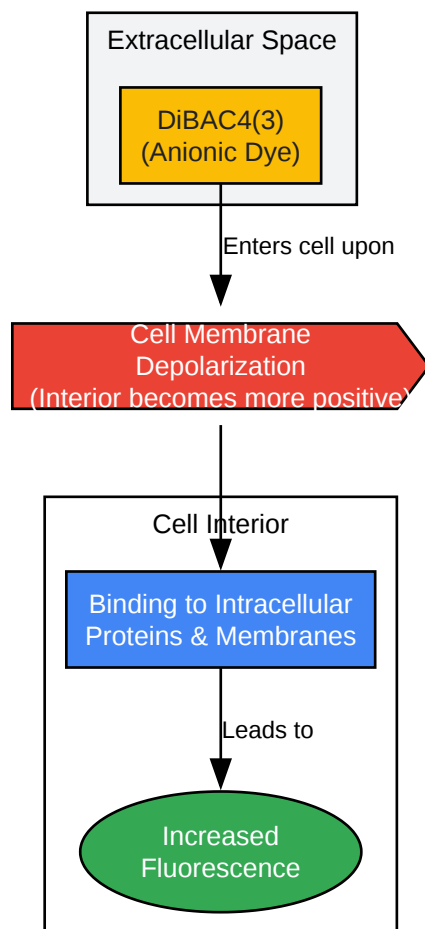 Extracellular Space
DiBAC4(3)
(Anionic Dye)
Enters cell upon
Cell Membrane
Depolarization
(Interior becomes more positive)
Cell Interior
Binding to Intracellular
Proteins & Membranes
Leads to
Increased
Fluorescence